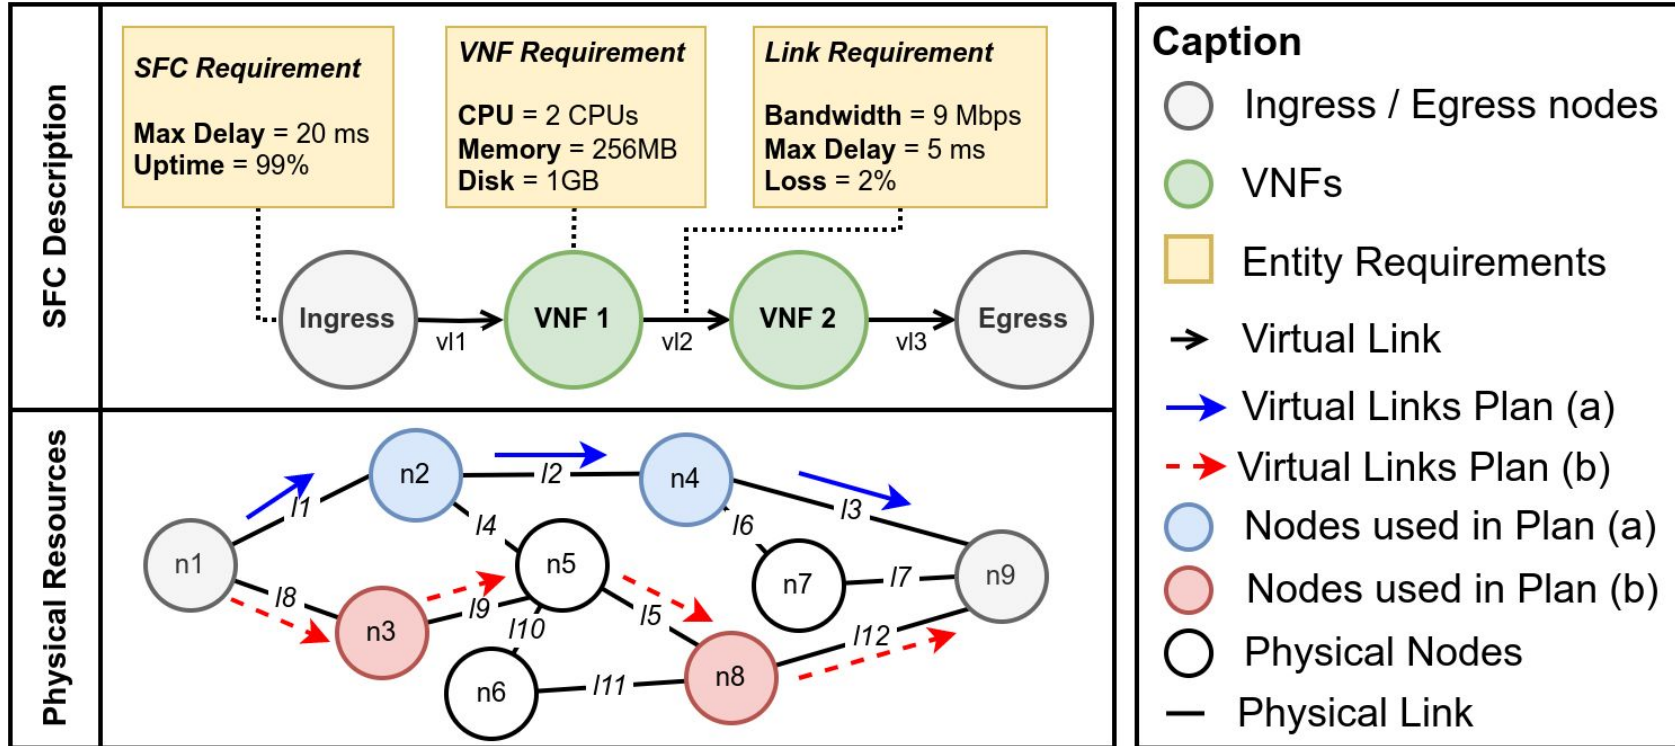 SFC Description
SFC Requirement
Max Delay = 20 ms
Uptime = 99%
VNF Requirement
CPU = 2 CPUs
Memory = 256MB
Disk = 1GB
Link Requirement
Bandwidth = 9 Mbps
Max Delay = 5 ms
Loss = 2%
Ingress
vl1
VNF 1
vl2
VNF 2
vl3
Egress
Physical Resources
n1
n2
n3
n4
n5
n6
n7
n8
n9
l1
l2
l3
l4
l5
l6
l7
l8
l9
l10
l11
l12
Caption
Ingress / Egress nodes
VNFs
Entity Requirements
Virtual Link
Virtual Links Plan (a)
Virtual Links Plan (b)
Nodes used in Plan (a)
Nodes used in Plan (b)
Physical Nodes
Physical Link